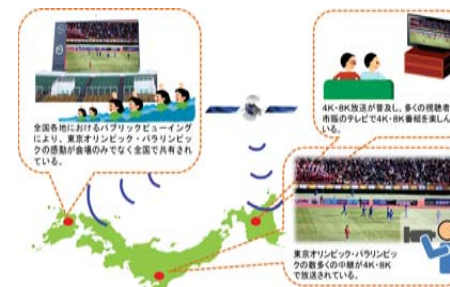 全国各地におけるパブリックビューイング
により、東京オリンピック・パラリンピッ
クの感動が会場のみでなく全国で共有され
ている。
4K・8K放送が普及し、多くの視聴者
市販のテレビで4K・8K番組を楽しん
いる。
東京オリンピック・パラリンピッ
クの数多くの中継が4K・8K
で放送されている。